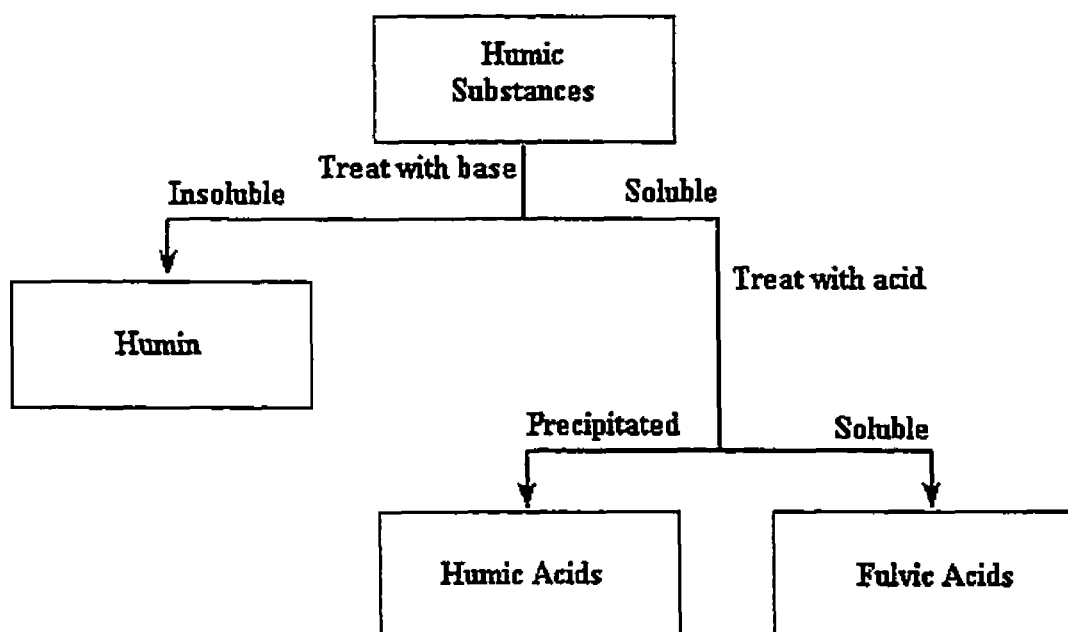 Humic
Substances
Treat with base
Insoluble
Soluble
Treat with acid
Humin
Precipitated
Soluble
Humic Acids
Fulvic Acids